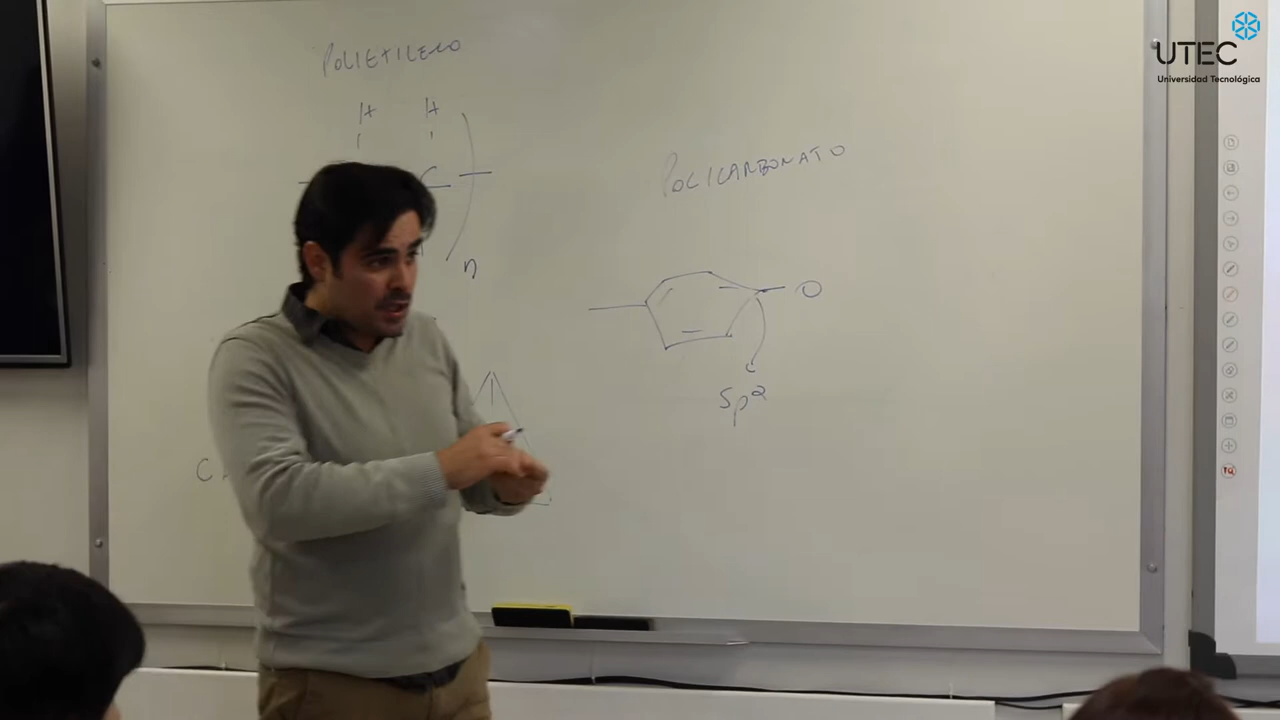 POLIETILENO
H H
C
n
POLICARBONATO
O
Sp²
C
UTEC
Universidad Tecnológica